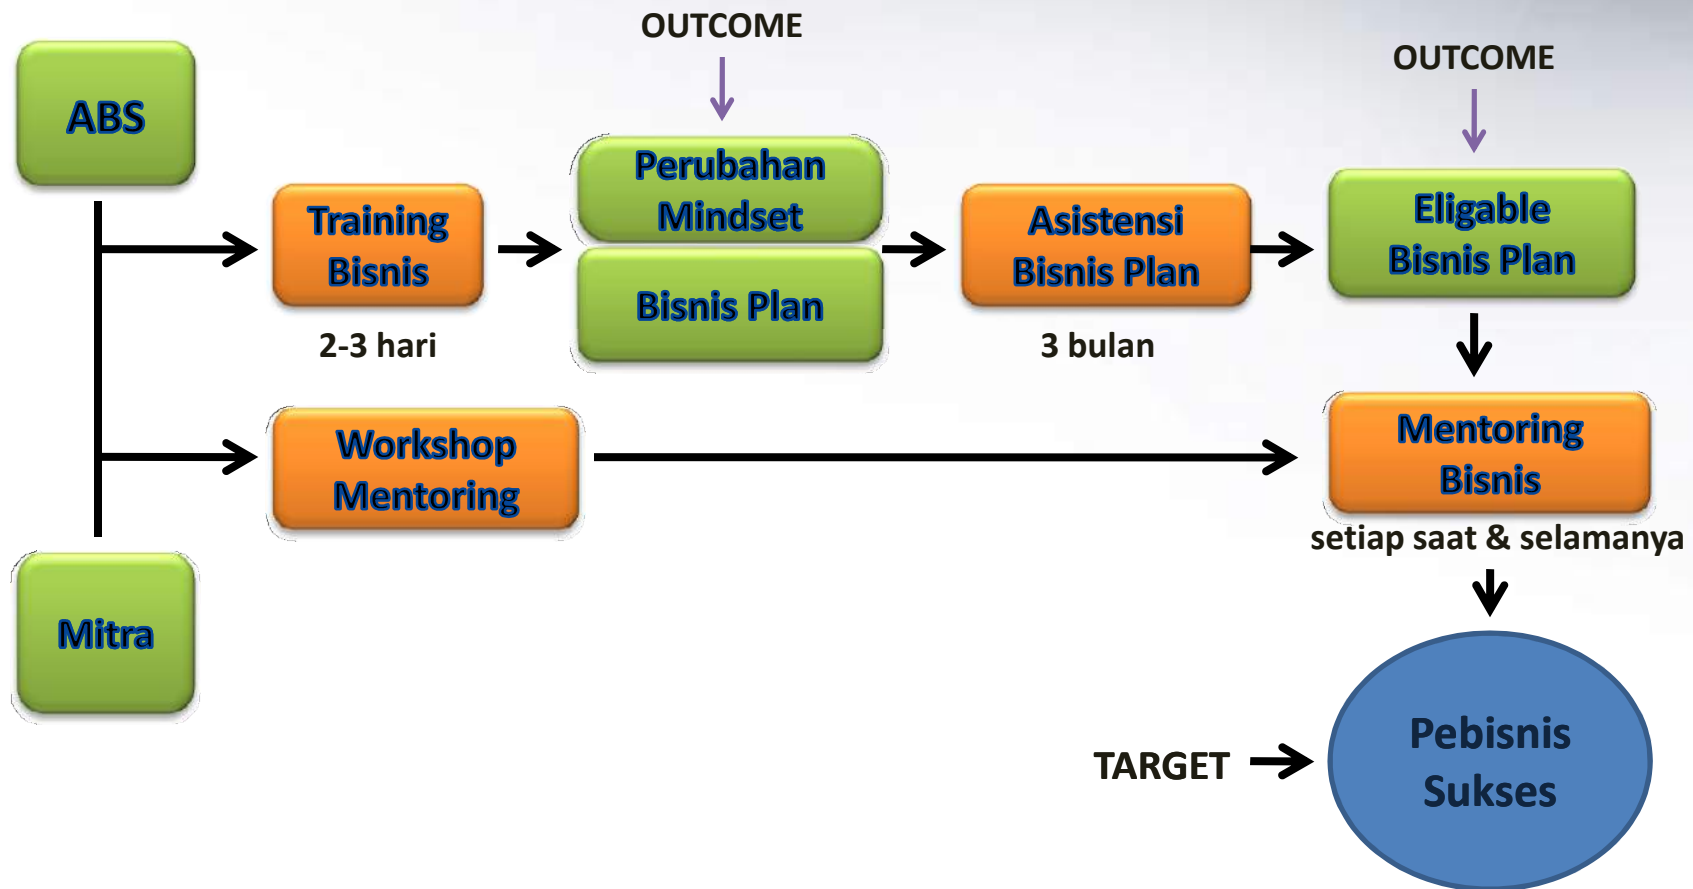 OUTCOME
OUTCOME
ABS
Perubahan
Mindset
Training
Bisnis
Asistensi
Bisnis Plan
Eligable
Bisnis Plan
Bisnis Plan
2-3 hari
3 bulan
Workshop
Mentoring
Mentoring
Bisnis
setiap saat & selamanya
Mitra
TARGET
Pebisnis
Sukses